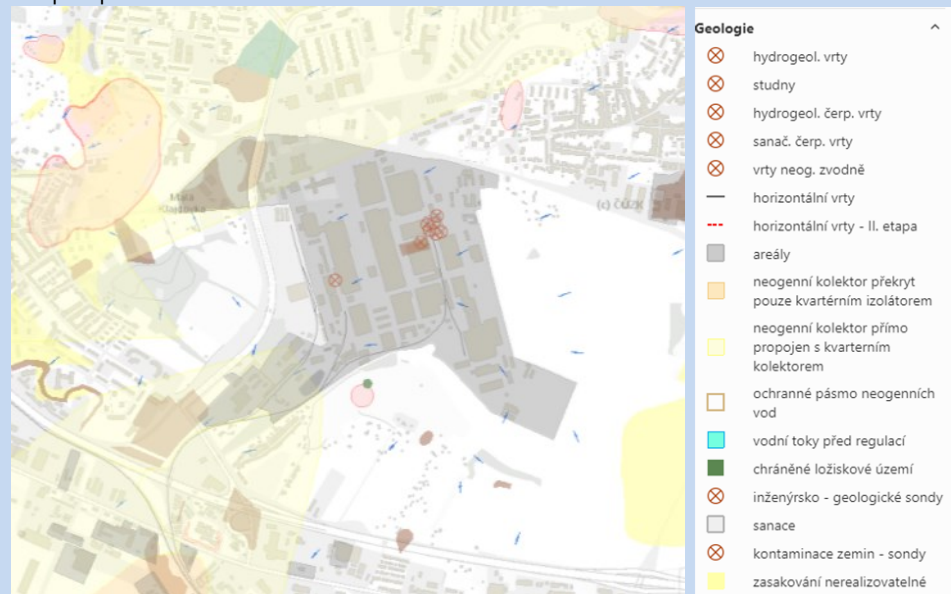 Malá
Klajdovka
(c) ČÚZK
Geologie
hydrogeol. vrty
studny
hydrogeol. čerp. vrty
sanač. čerp. vrty
vrty neog. zvodně
horizontální vrty
horizontální vrty - II. etapa
areály
neogenní kolektor překryt
pouze kvartérním izolátorem
neogenní kolektor přímo
propojen s kvarterním
kolektorem
ochranné pásmo neogenních
vod
vodní toky před regulací
chráněné ložiskové území
inženýrsko - geologické sondy
sanace
kontaminace zemin - sondy
zasakování nerealizovatelné